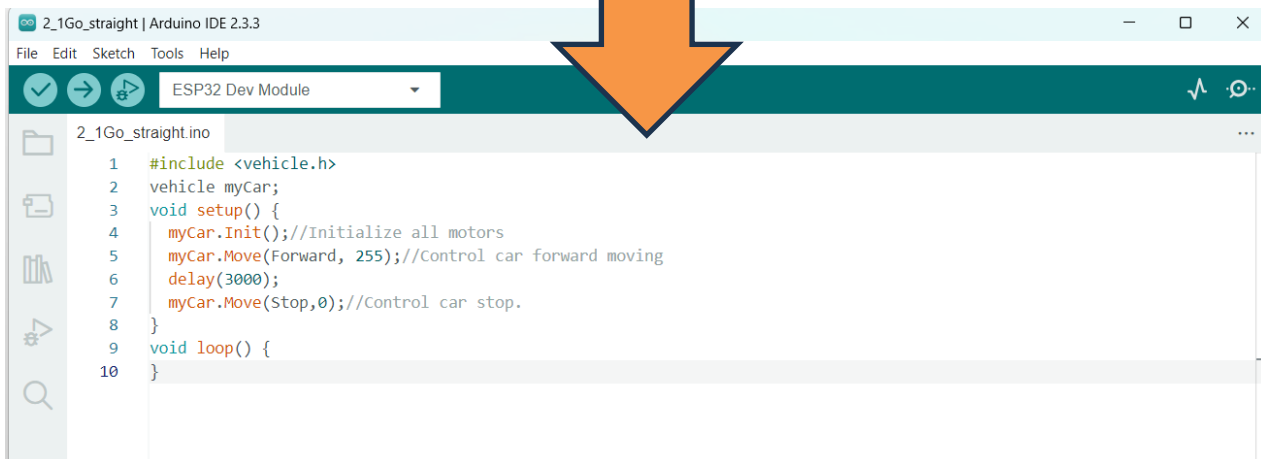 2_1Go_straight | Arduino IDE 2.3.3
File Edit Sketch Tools Help
ESP32 Dev Module
2_1Go_straight.ino
1 #include <vehicle.h>
2 vehicle myCar;
3 void setup() {
4 myCar.Init();//Initialize all motors
5 myCar.Move(Forward, 255);//Control car forward moving
6 delay(3000);
7 myCar.Move(Stop,0);//Control car stop.
8 }
9 void loop() {
10 }